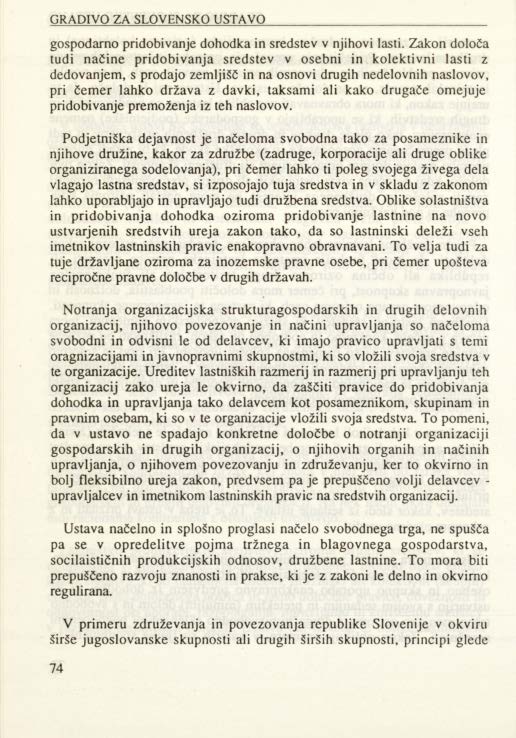 GRADIVO ZA SLOVENSKO USTAVO
gospodarno pridobivanje dohodka in sredstev v njihovi lasti. Zakon določa
tudi načine pridobivanja sredstev v osebni in kolektivni lasti z
dedovanjem, s prodajo zemljišč in na osnovi drugih nedelovnih naslovov,
pri čemer lahko država z davki, taksami ali kako drugače omejuje
pridobivanje premoženja iz teh naslovov.
Podjetniška dejavnost je načeloma svobodna tako za posameznike in
njihove družine, kakor za združbe (zadruge, korporacije ali druge oblike
organiziranega sodelovanja), pri čemer lahko ti poleg svojega živega dela
vlagajo lastna sredstav, si izposojajo tuja sredstva in v skladu z zakonom
lahko uporabljajo in upravljajo tudi družbena sredstva. Oblike solastništva
in pridobivanja dohodka oziroma pridobivanje lastnine na novo
ustvarjenih sredstvih ureja zakon tako, da so lastninski deleži vseh
imetnikov lastninskih pravic enakopravno obravnavani. To velja tudi za
tuje državljane oziroma za inozemske pravne osebe, pri čemer upošteva
recipročne pravne določbe v drugih državah.
Notranja organizacijska strukturagospodarskih in drugih delovnih
organizacij, njihovo povezovanje in načini upravljanja so načeloma
svobodni in odvisni le od delavcev, ki imajo pravico upravljati s temi
oragnizacijami in javnopravnimi skupnostmi, ki so vložili svoja sredstva v
te organizacije. Ureditev lastniških razmerij in razmerij pri upravljanju teh
organizacij zako ureja le okvirno, da zaščiti pravice do pridobivanja
dohodka in upravljanja tako delavcem kot posameznikom, skupinam in
pravnim osebam, ki so v te organizacije vložili svoja sredstva. To pomeni,
da v ustavo ne spadajo konkretne določbe o notranji organizaciji
gospodarskih in drugih organizacij, o njihovih organih in načinih
upravljanja, o njihovem povezovanju in združevanju, ker to okvirno in
bolj fleksibilno ureja zakon, predvsem pa je prepuščeno volji delavcev -
upravljalcev in imetnikom lastninskih pravic na sredstvih organizacij.
Ustava načelno in splošno proglasi načelo svobodnega trga, ne spušča
pa se v opredelitve pojma tržnega in blagovnega gospodarstva,
socilaističnih produkcijskih odnosov, družbene lastnine. To mora biti
prepuščeno razvoju znanosti in prakse, ki je z zakoni le delno in okvirno
regulirana.
V primeru združevanja in povezovanja republike Slovenije v okviru
širše jugoslovanske skupnosti ali drugih širših skupnosti, principi glede
74